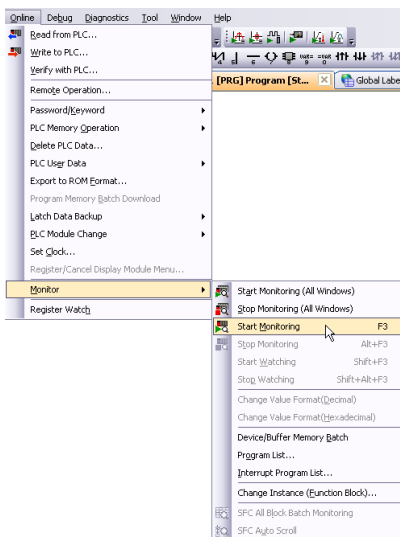 Online Debug Diagnostics Tool Window Help
Read from PLC...
Write to PLC...
Verify with PLC...
Remote Operation...
[PRG] Program [St...
Global Labe
Password/Keyword
PLC Memory Operation
Delete PLC Data...
PLC User Data
Export to ROM Format...
Program Memory Batch Download
Latch Data Backup
PLC Module Change
Set Clock...
Register/Cancel Display Module Menu...
Monitor
Register Watch
Start Monitoring (All Windows)
Stop Monitoring (All Windows)
Start Monitoring F3
Stop Monitoring Alt+F3
Start Watching Shift+F3
Stop Watching Shift+Alt+F3
Change Value Format(Decimal)
Change Value Format(Hexadecimal)
Device/Buffer Memory Batch
Program List...
Interrupt Program List...
Change Instance (Function Block)...
SFC All Block Batch Monitoring
SFC Auto Scroll